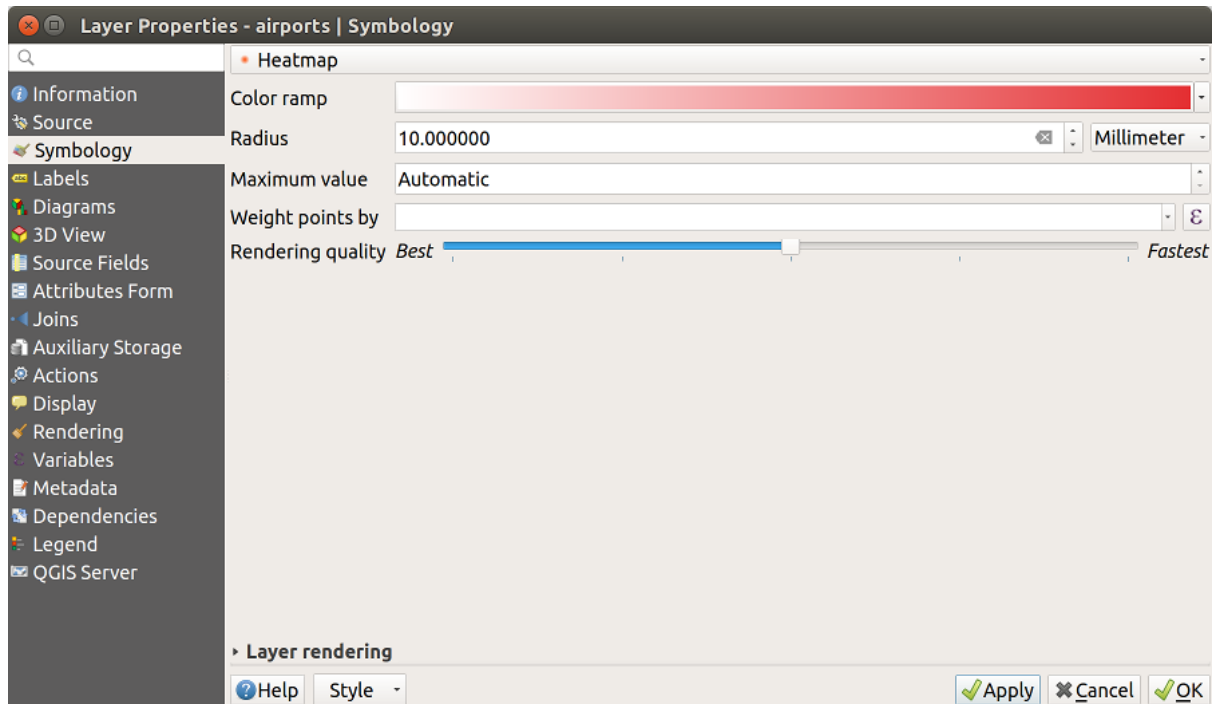 Layer Properties - airports | Symbology
Information
Source
Symbology
Labels
Diagrams
3D View
Source Fields
Attributes Form
Joins
Auxiliary Storage
Actions
Display
Rendering
Variables
Metadata
Dependencies
Legend
QGIS Server
Heatmap
Color ramp
Radius 10.000000 Millimeter
Maximum value Automatic
Weight points by ε
Rendering quality Best Fastest
Layer rendering
Help Style Apply Cancel OK